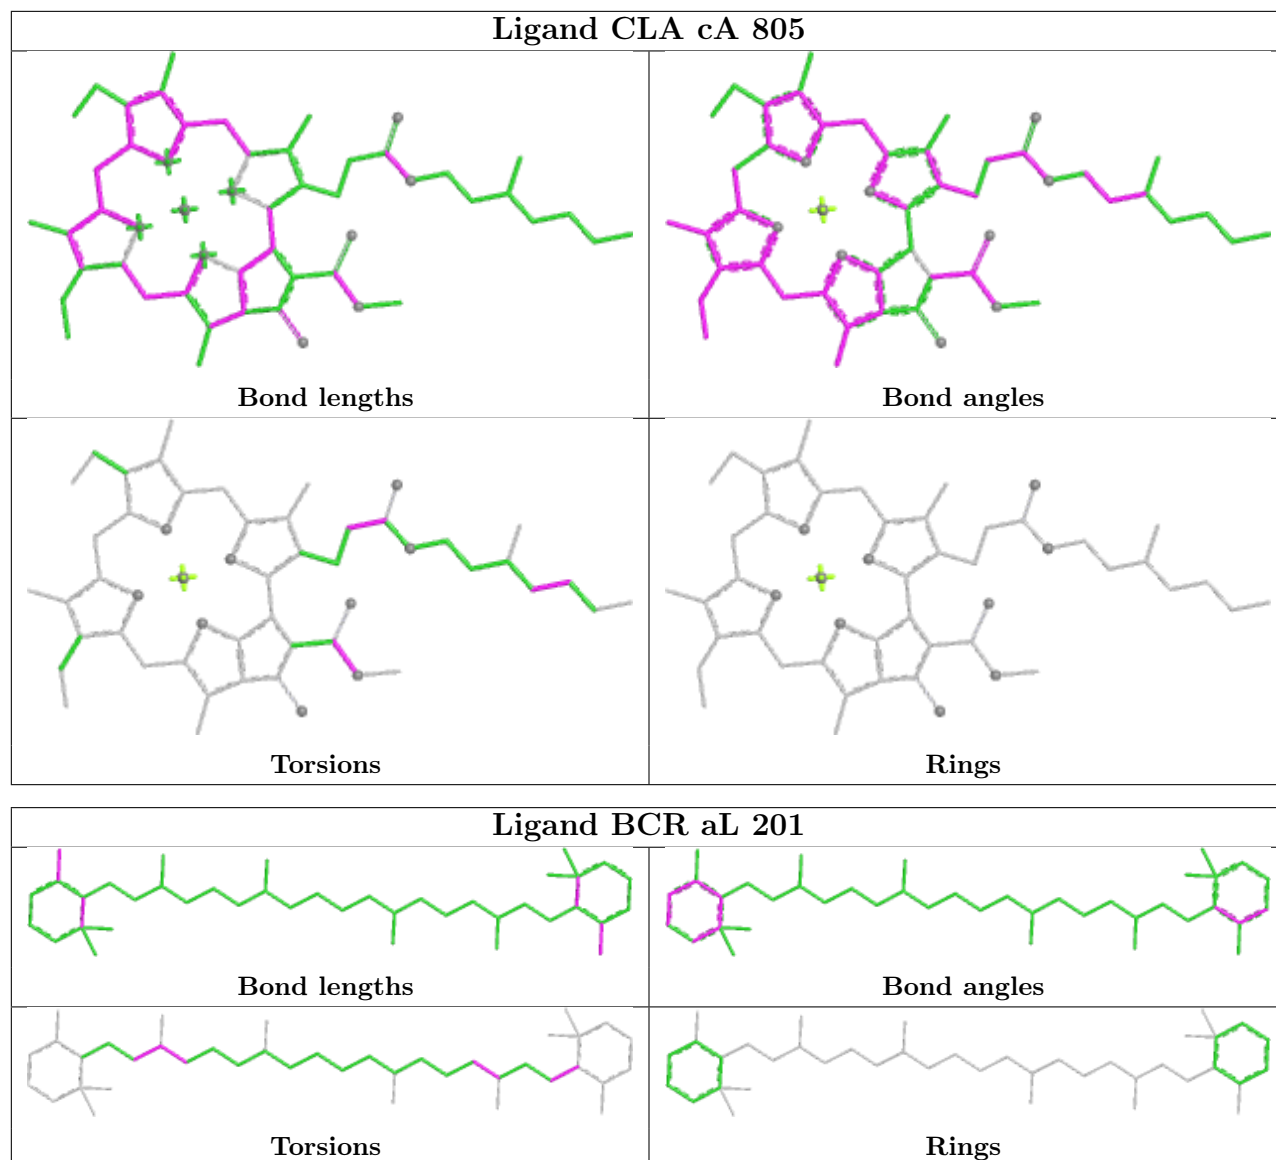 Ligand CLA cA 805
Bond lengths
Bond angles
Torsions
Rings
Ligand BCR aL 201
Bond lengths
Bond angles
Torsions
Rings